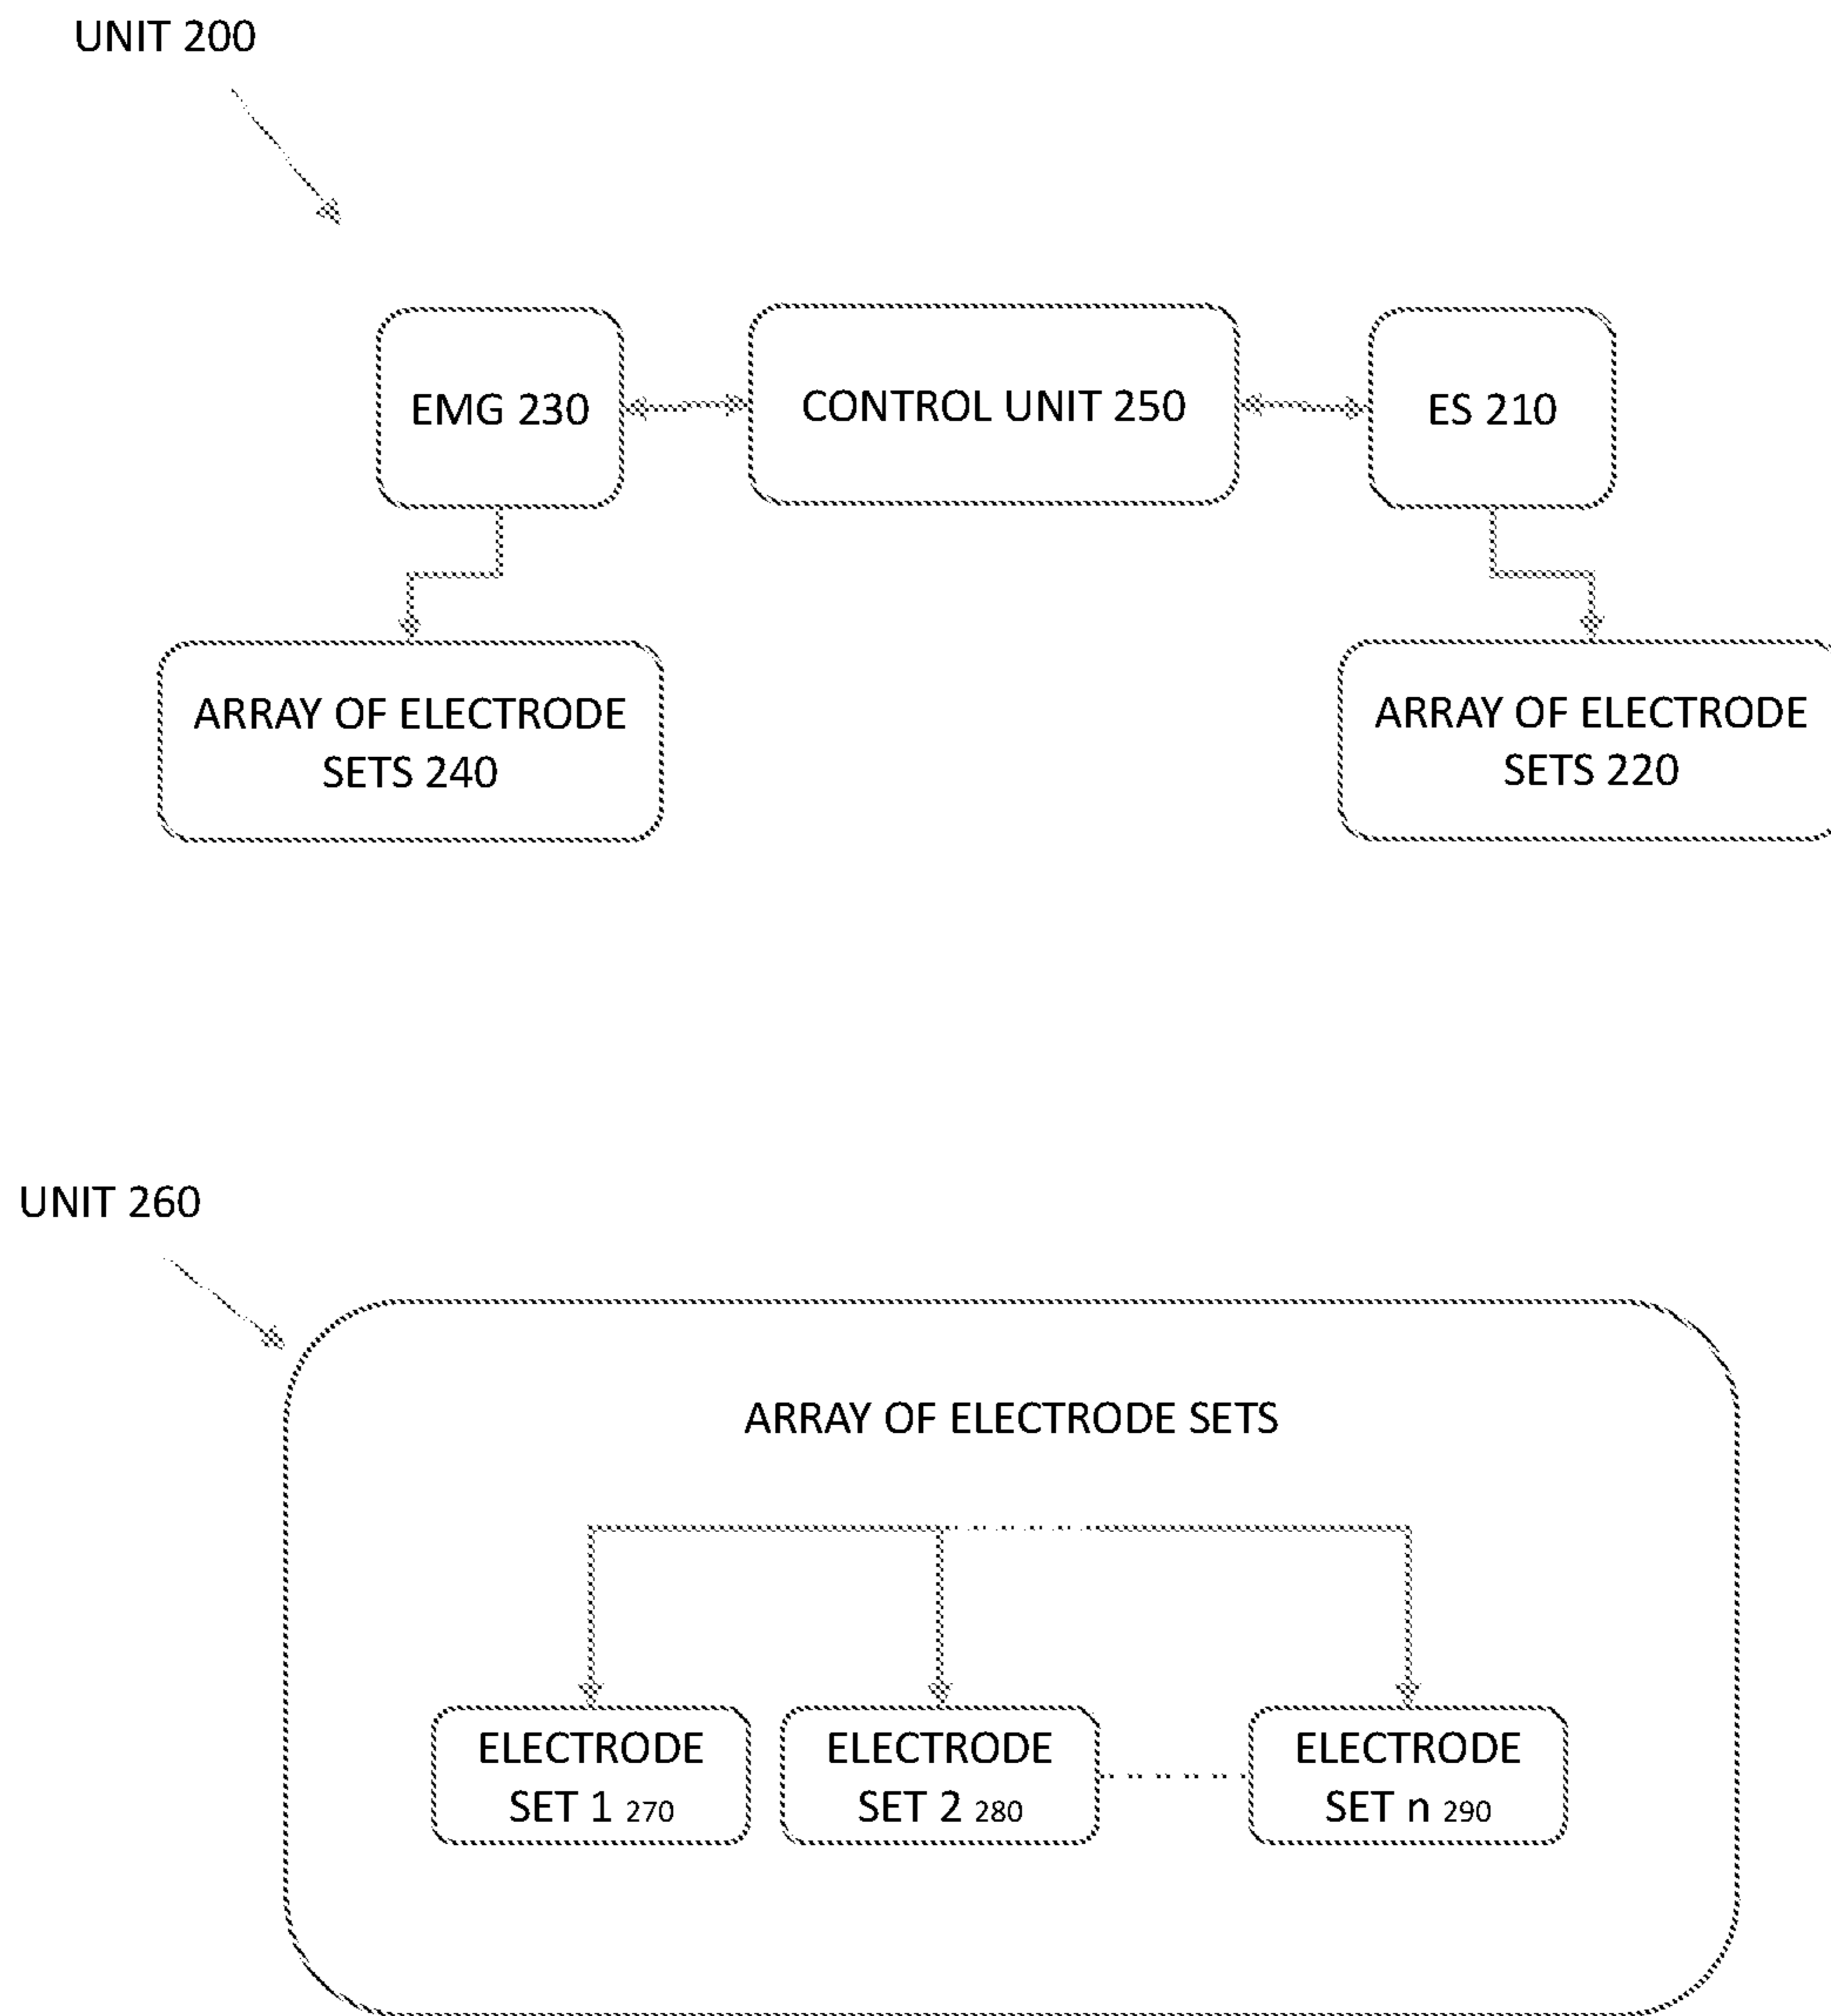 UNIT 200
EMG 230
CONTROL UNIT 250
ES 210
ARRAY OF ELECTRODE
SETS 240
ARRAY OF ELECTRODE
SETS 220
UNIT 260
ARRAY OF ELECTRODE SETS
ELECTRODE
SET 1 270
ELECTRODE
SET 2 280
ELECTRODE
SET n 290